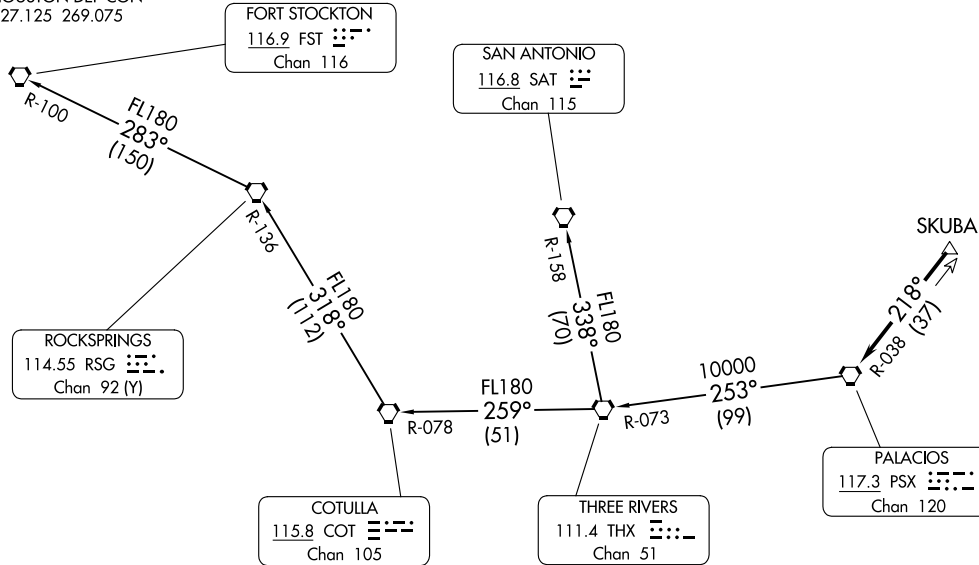 27.125 269.075
FORT STOCKTON
116.9 FST
Chan 116
SAN ANTONIO
116.8 SAT
Chan 115
R-100
FL180
283°
(150)
R-136
FL180
318°
(112)
ROCKSPRINGS
114.55 RSG
Chan 92 (Y)
R-158
FL180
338°
(70)
SKUBA
218°
(37)
R-038
10000
253°
(99)
R-073
FL180
259°
(51)
R-078
COTULLA
115.8 COT
Chan 105
THREE RIVERS
111.4 THX
Chan 51
PALACIOS
117.3 PSX
Chan 120